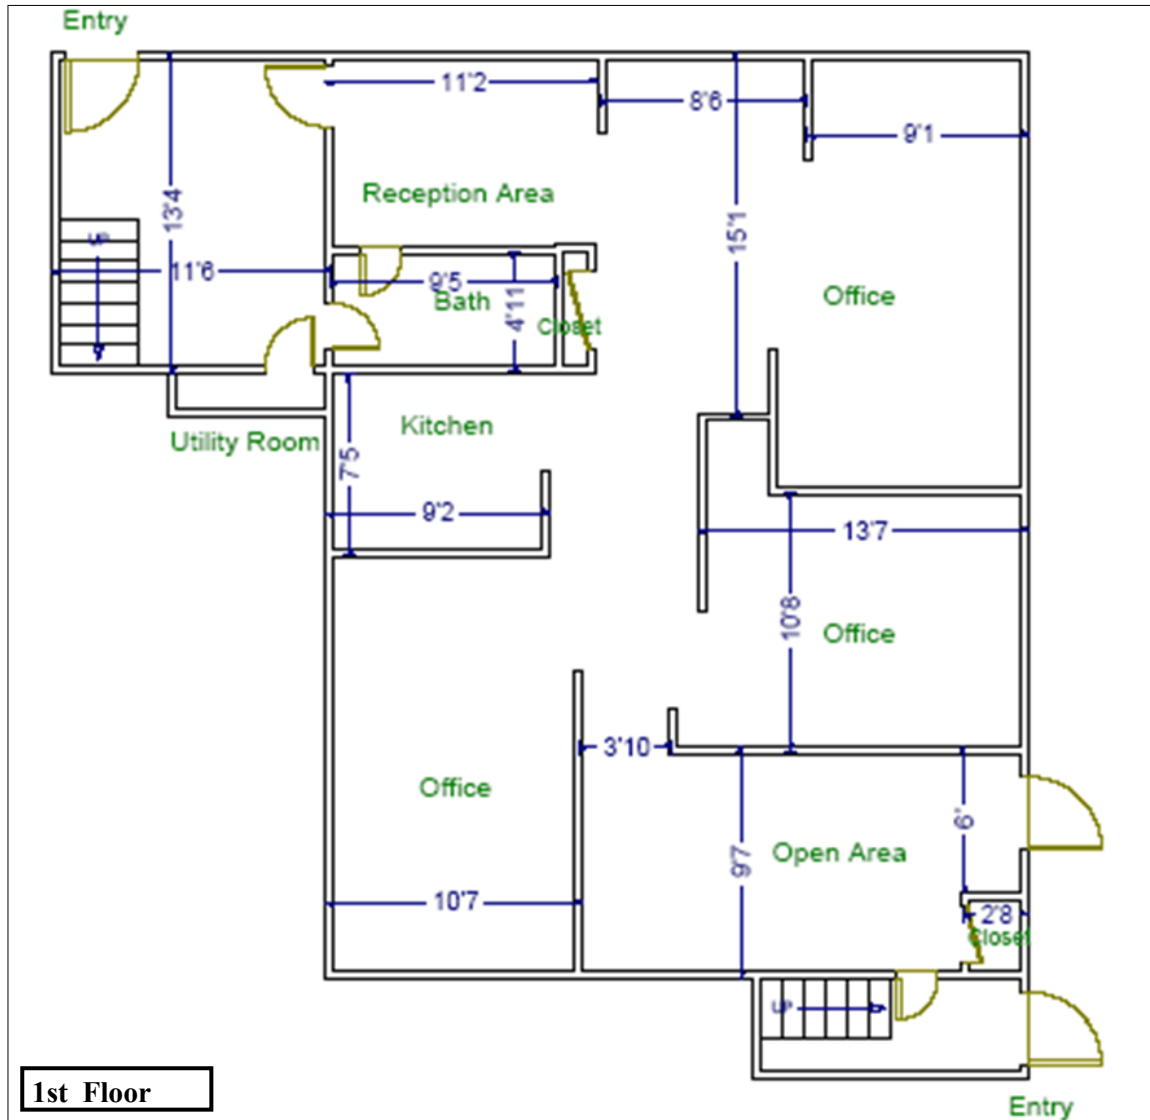 Entry
11'2
8'6
9'1
Reception Area
13'4
15'1
11'6
9'5
Bath
4'11
Closet
UP
Office
Kitchen
Utility Room
7'5
9'2
13'7
10'8
Office
3'10
Office
6'
9'7
Open Area
10'7
2'8
Closet
UP
1st Floor
Entry